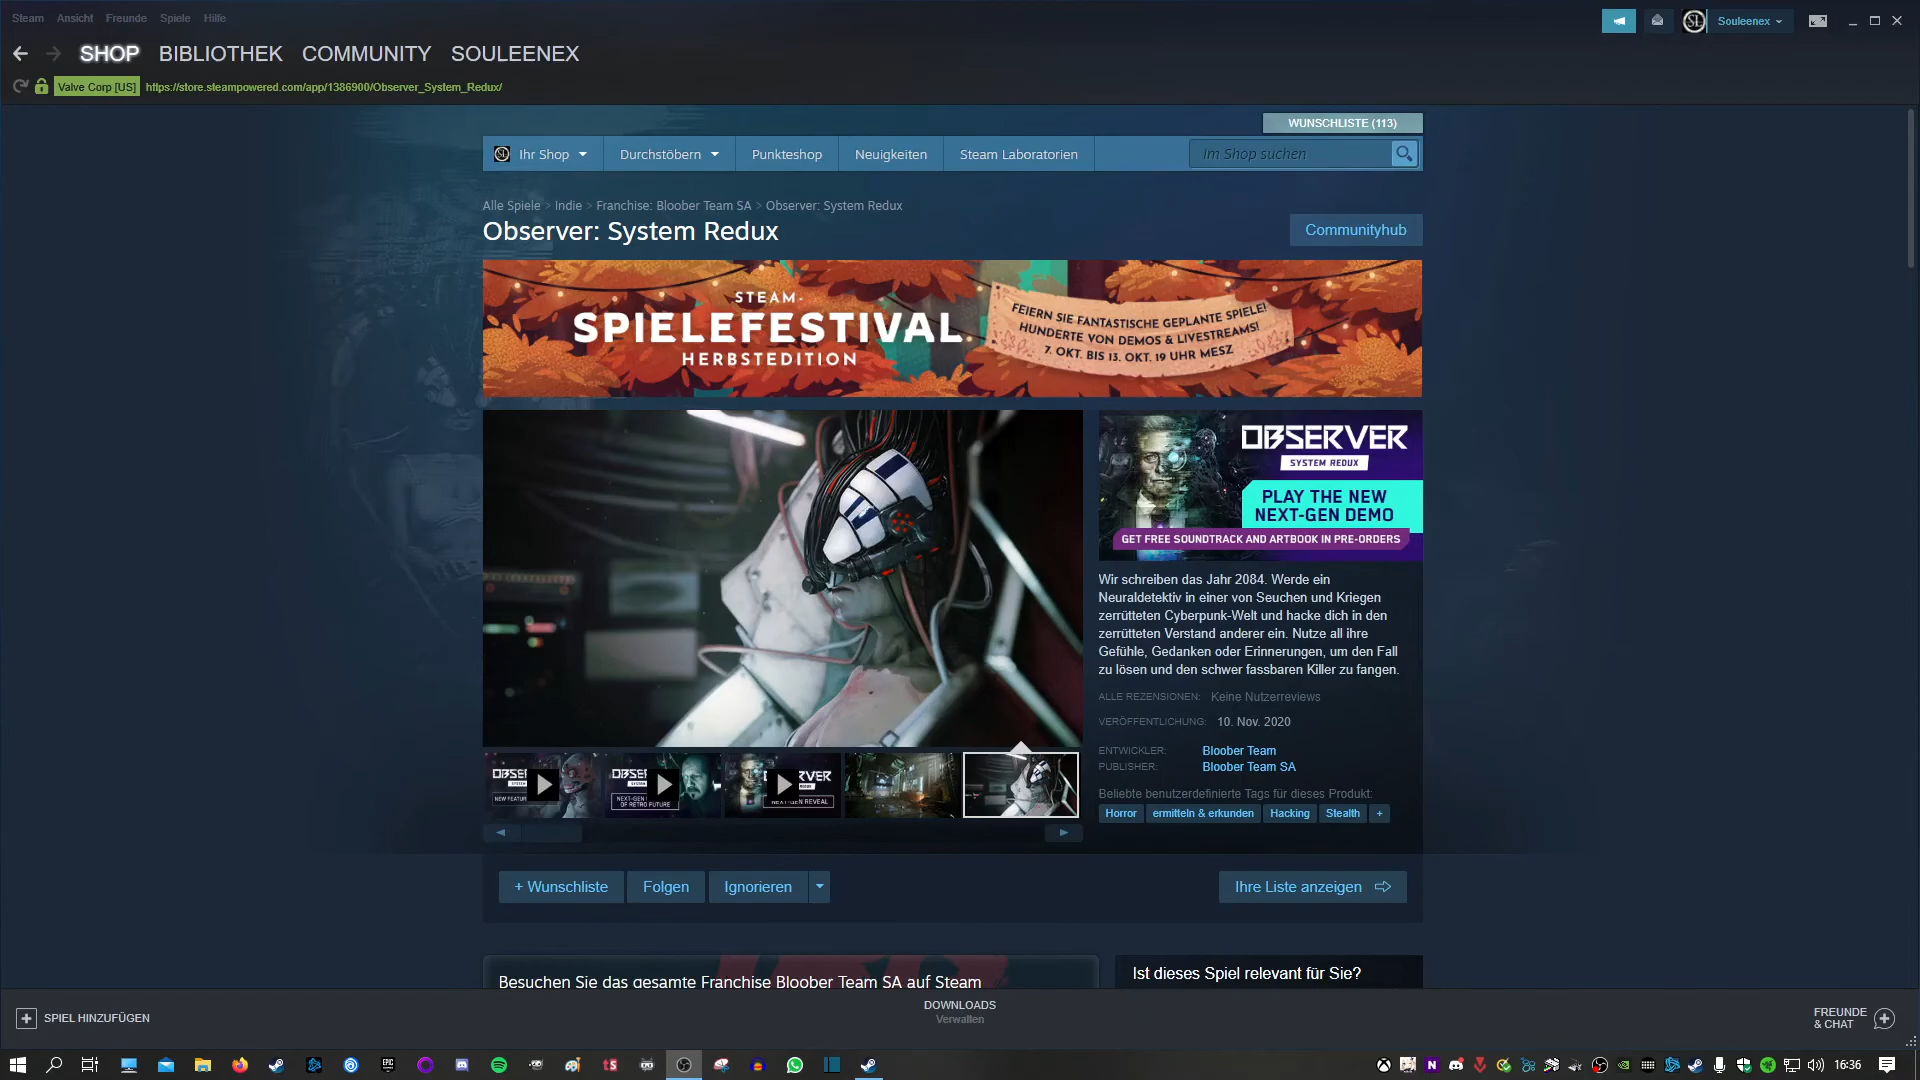 Steam Ansicht Freunde Spiele Hilfe
Souleenex
SHOP BIBLIOTHEK COMMUNITY SOULEENEX
Valve Corp [US] https://store.steampowered.com/app/1386900/Observer_System_Redux/
WUNSCHLISTE (113)
Ihr Shop Durchstöbern Punkteshop Neuigkeiten Steam Laboratorien Im Shop suchen
Alle Spiele > Indie > Franchise: Bloober Team SA > Observer: System Redux
Observer: System Redux
Communityhub
STEAM-
SPIELEFESTIVAL
HERBSTEDITION
FEIERN SIE FANTASTISCHE GEPLANTE SPIELE!
HUNDERTE VON DEMOS & LIVESTREAMS!
7. OKT. BIS 13. OKT. 19 UHR MESZ
OBSERVER
SYSTEM REDUX
PLAY THE NEW
NEXT-GEN DEMO
GET FREE SOUNDTRACK AND ARTBOOK IN PRE-ORDERS
Wir schreiben das Jahr 2084. Werde ein
Neuraldetektiv in einer von Seuchen und Kriegen
zerrütteten Cyberpunk-Welt und hacke dich in den
zerrütteten Verstand anderer ein. Nutze all ihre
Gefühle, Gedanken oder Erinnerungen, um den Fall
zu lösen und den schwer fassbaren Killer zu fangen.
ALLE REZENSIONEN: Keine Nutzerreviews
VERÖFFENTLICHUNG: 10. Nov. 2020
ENTWICKLER: Bloober Team
PUBLISHER: Bloober Team SA
Beliebte benutzerdefinierte Tags für dieses Produkt:
Horror ermitteln & erkunden Hacking Stealth +
+ Wunschliste Folgen Ignorieren Ihre Liste anzeigen
Besuchen Sie das gesamte Franchise Bloober Team SA auf Steam
Ist dieses Spiel relevant für Sie?
SPIEL HINZUFÜGEN
DOWNLOADS
Verwalten
FREUNDE
& CHAT
16:36